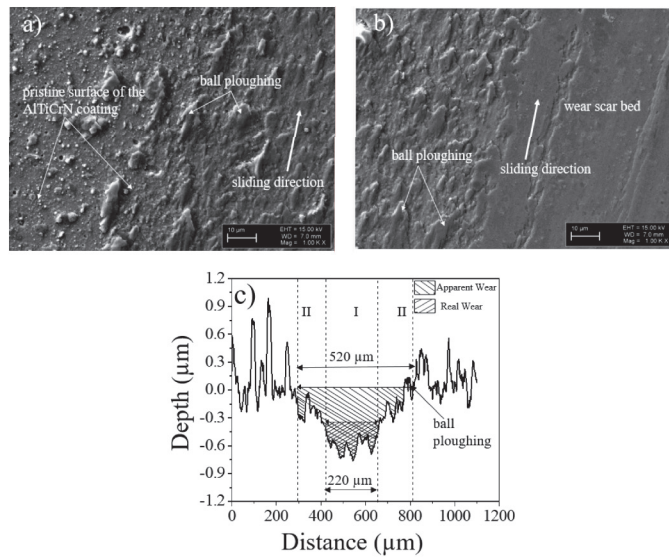 a)
pristine surface of the
AlTiCrN coating
ball ploughing
sliding direction
10 µm
EHT = 15.00 kV
WD = 7.0 mm
Mag = 1.00 K X
b)
wear scar bed
ball ploughing
sliding direction
10 µm
EHT = 15.00 kV
WD = 7.0 mm
Mag = 1.00 K X
c)
Apparent Wear
Real Wear
II
I
II
520 µm
ball
ploughing
220 µm
Depth (µm)
1.2
0.9
0.6
0.3
0.0
-0.3
-0.6
-0.9
-1.2
0 200 400 600 800 1000 1200
Distance (µm)